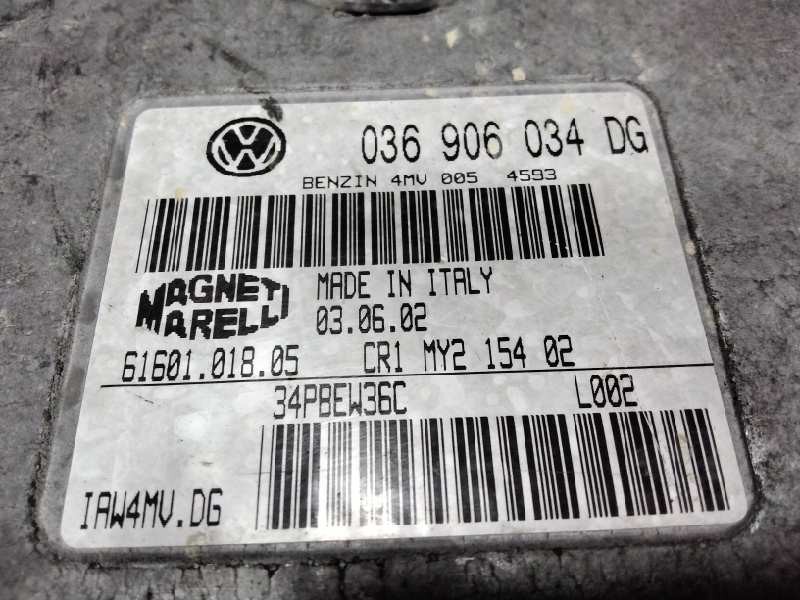 036 906 034 DG
BENZIN 4MV 005 4593
MAGNETI
MARELLI
MADE IN ITALY
03.06.02
61601.018.05 CR1 MY2 154 02
34PBEW36C L002
IAW4MV.DG